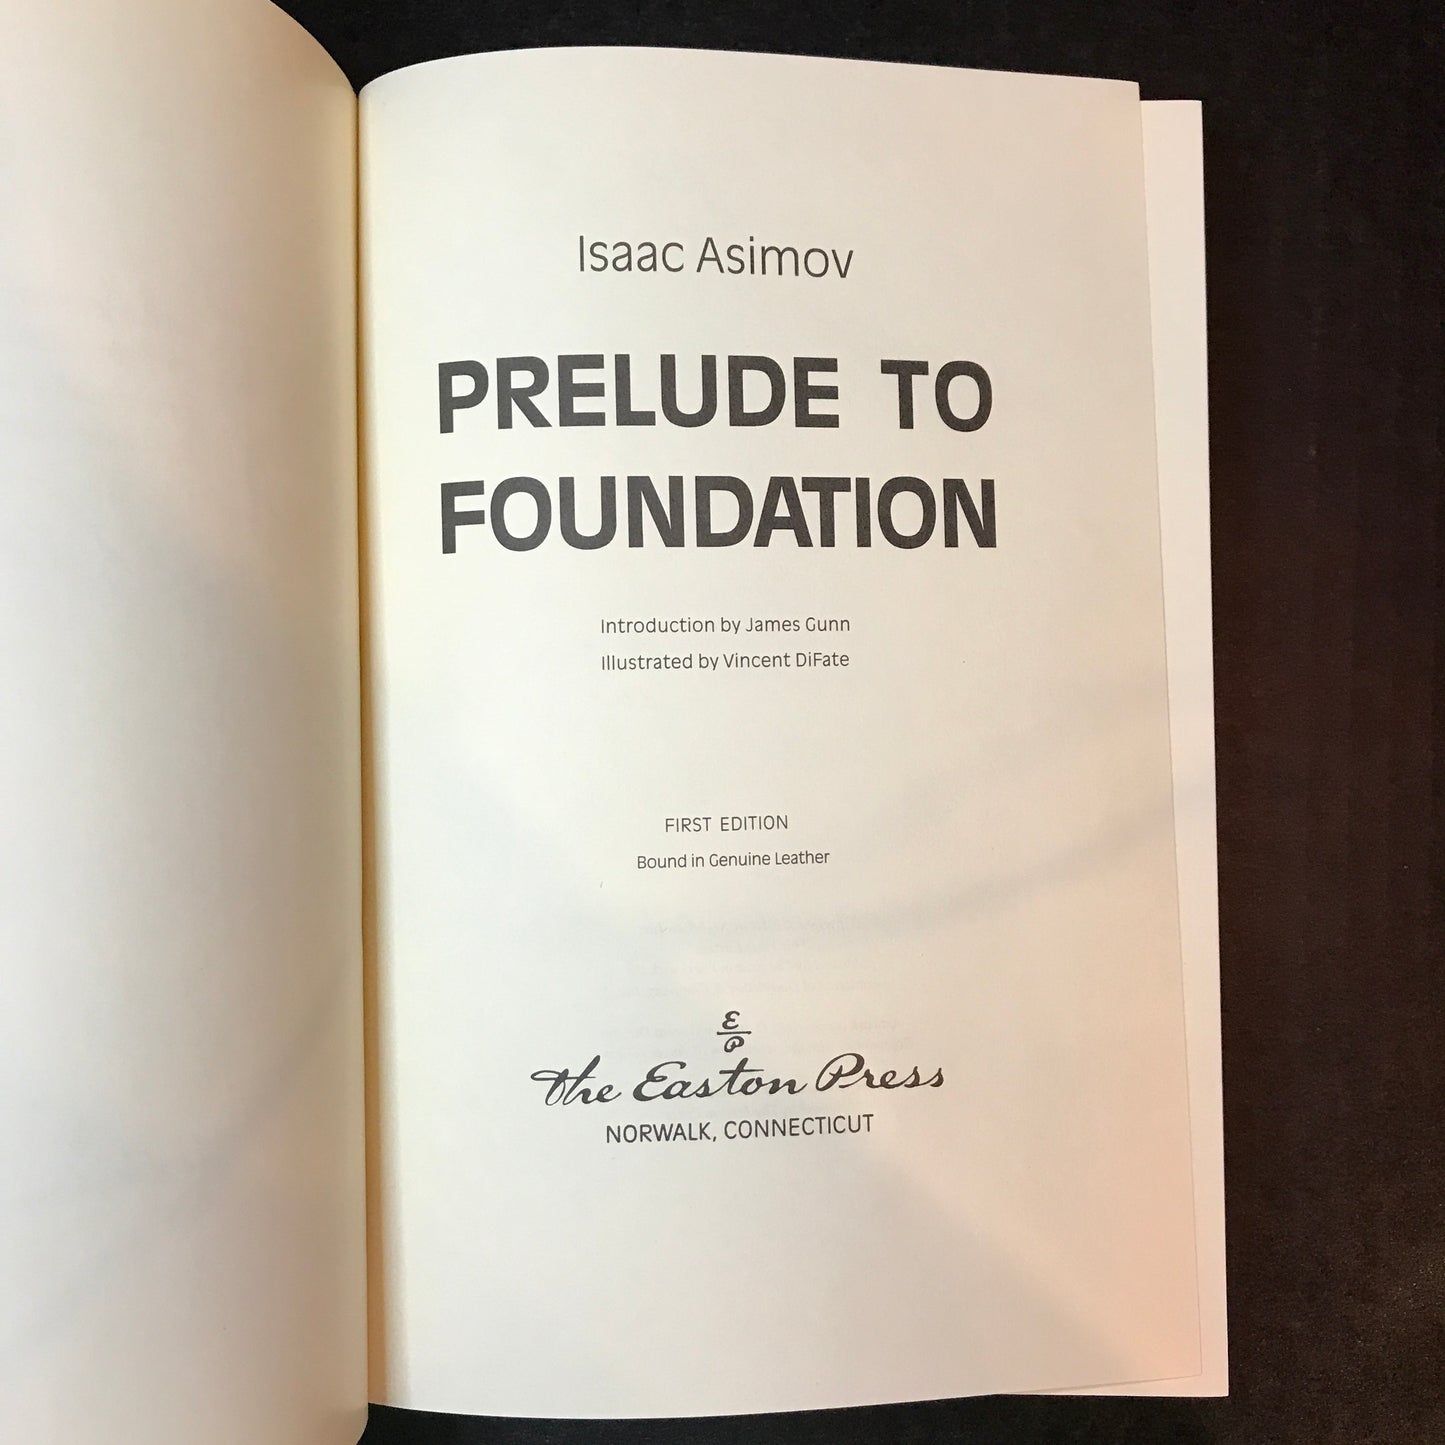 Isaac Asimov
PRELUDE TO
FOUNDATION
Introduction by James Gunn
Illustrated by Vincent DiFate
FIRST EDITION
Bound in Genuine Leather
E
P
The Easton Press
NORWALK, CONNECTICUT